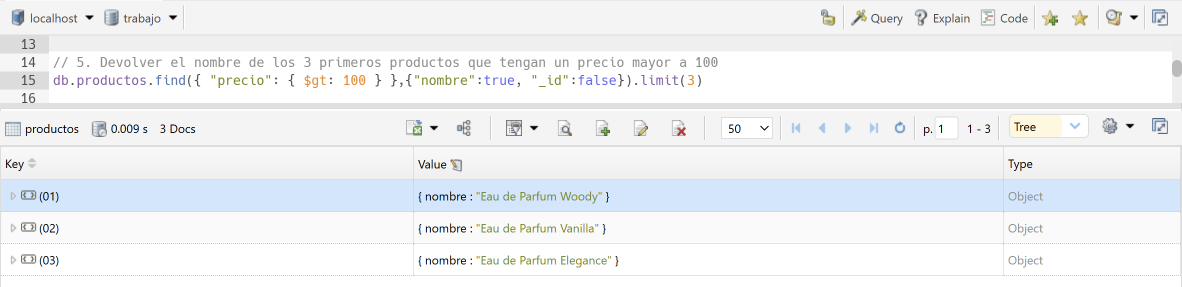 localhost trabajo Query Explain Code
13
14 // 5. Devolver el nombre de los 3 primeros productos que tengan un precio mayor a 100
15 db.productos.find({ "precio": { $gt: 100 } },{"nombre":true, "_id":false}).limit(3)
16
productos 0.009 s 3 Docs 50 p. 1 1 - 3 Tree
Key Value Type
(01) { nombre : "Eau de Parfum Woody" } Object
(02) { nombre : "Eau de Parfum Vanilla" } Object
(03) { nombre : "Eau de Parfum Elegance" } Object